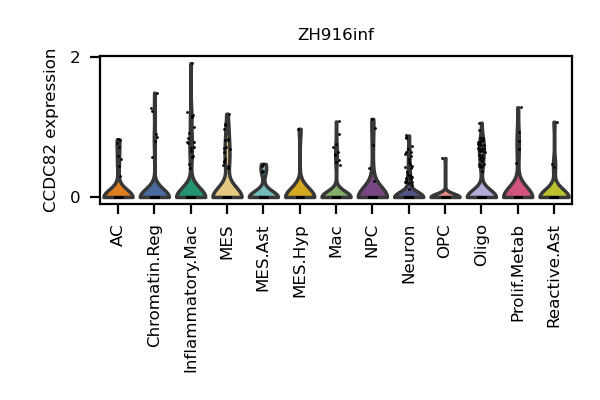 ZH916inf
CCDC82 expression
2
0
AC
Chromatin.Reg
Inflammatory.Mac
MES
MES.Ast
MES.Hyp
Mac
NPC
Neuron
OPC
Oligo
Prolif.Metab
Reactive.Ast